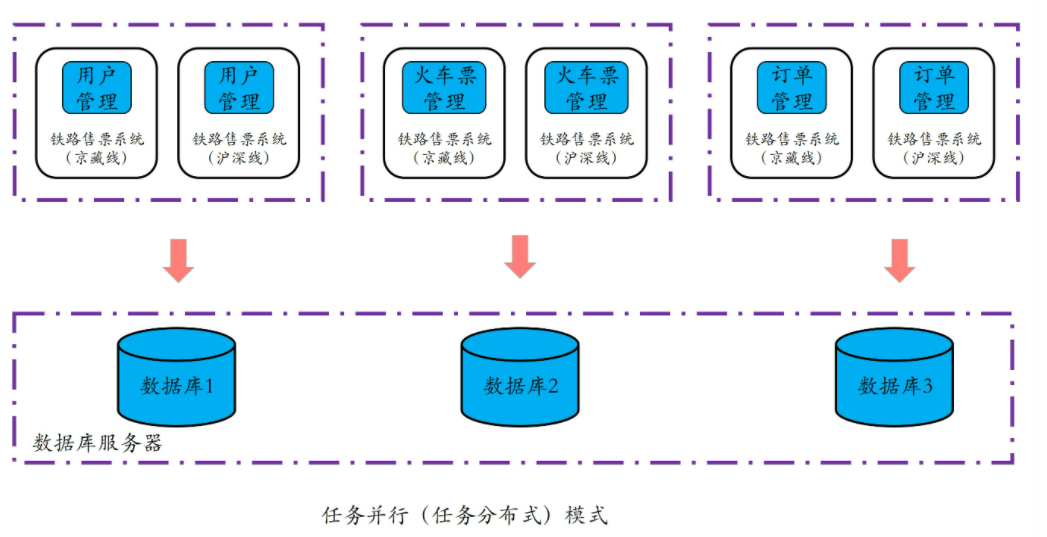 用户
管理
铁路售票系统
(京藏线)
用户
管理
铁路售票系统
(沪深线)
火车票
管理
铁路售票系统
(京藏线)
火车票
管理
铁路售票系统
(沪深线)
订单
管理
铁路售票系统
(京藏线)
订单
管理
铁路售票系统
(沪深线)
数据库1
数据库2
数据库3
数据库服务器
任务并行（任务分布式）模式